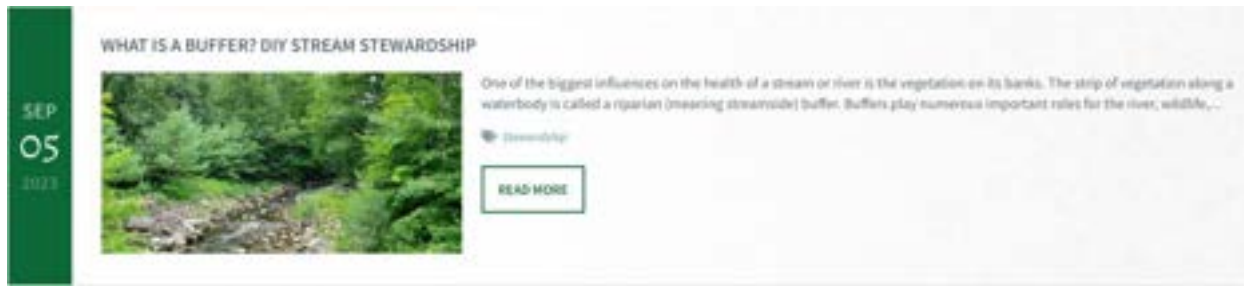 WHAT IS A BUFFER? DIY STREAM STEWARDSHIP
SEP
05
2023
One of the biggest influences on the health of a stream or river is the vegetation on its banks. The strip of vegetation along a
waterbody is called a riparian (meaning streamside) buffer. Buffers play numerous important roles for the river, wildlife,...
Stewardship
READ MORE